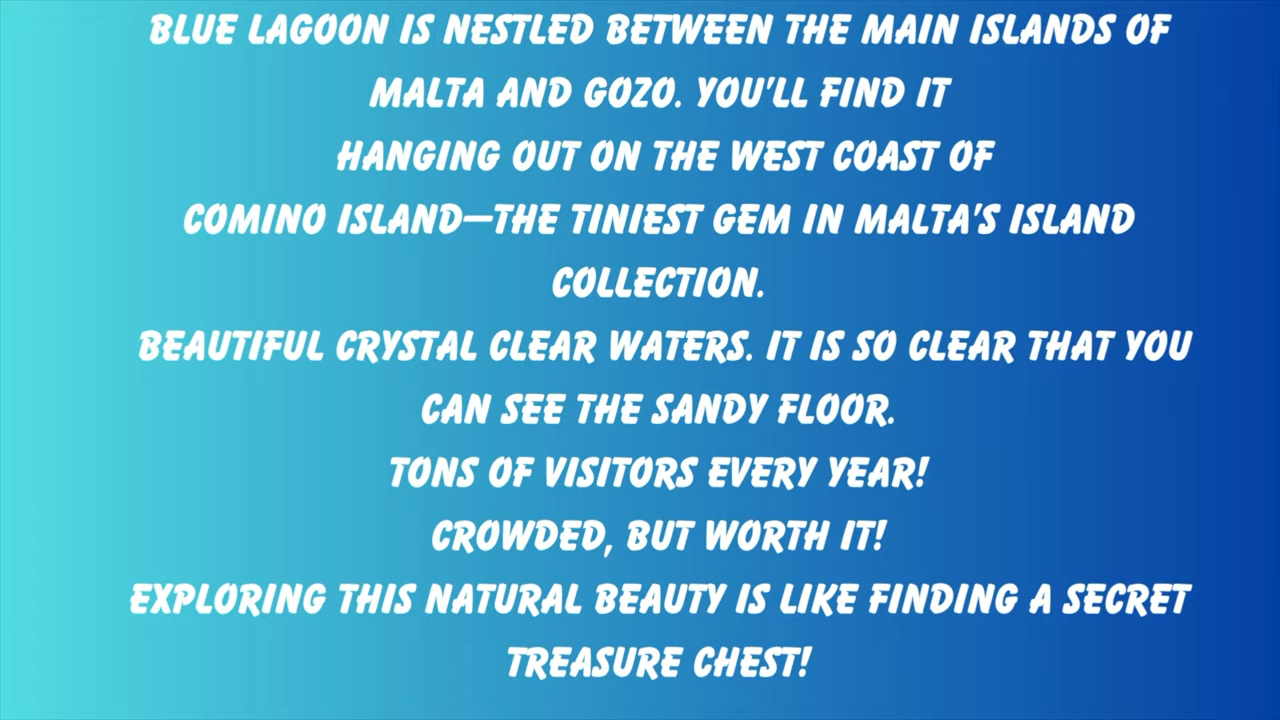 BLUE LAGOON IS NESTLED BETWEEN THE MAIN ISLANDS OF
MALTA AND GOZO. YOU'LL FIND IT
HANGING OUT ON THE WEST COAST OF
COMINO ISLAND—THE TINIEST GEM IN MALTA'S ISLAND
COLLECTION.
BEAUTIFUL CRYSTAL CLEAR WATERS. IT IS SO CLEAR THAT YOU
CAN SEE THE SANDY FLOOR.
TONS OF VISITORS EVERY YEAR!
CROWDED, BUT WORTH IT!
EXPLORING THIS NATURAL BEAUTY IS LIKE FINDING A SECRET
TREASURE CHEST!